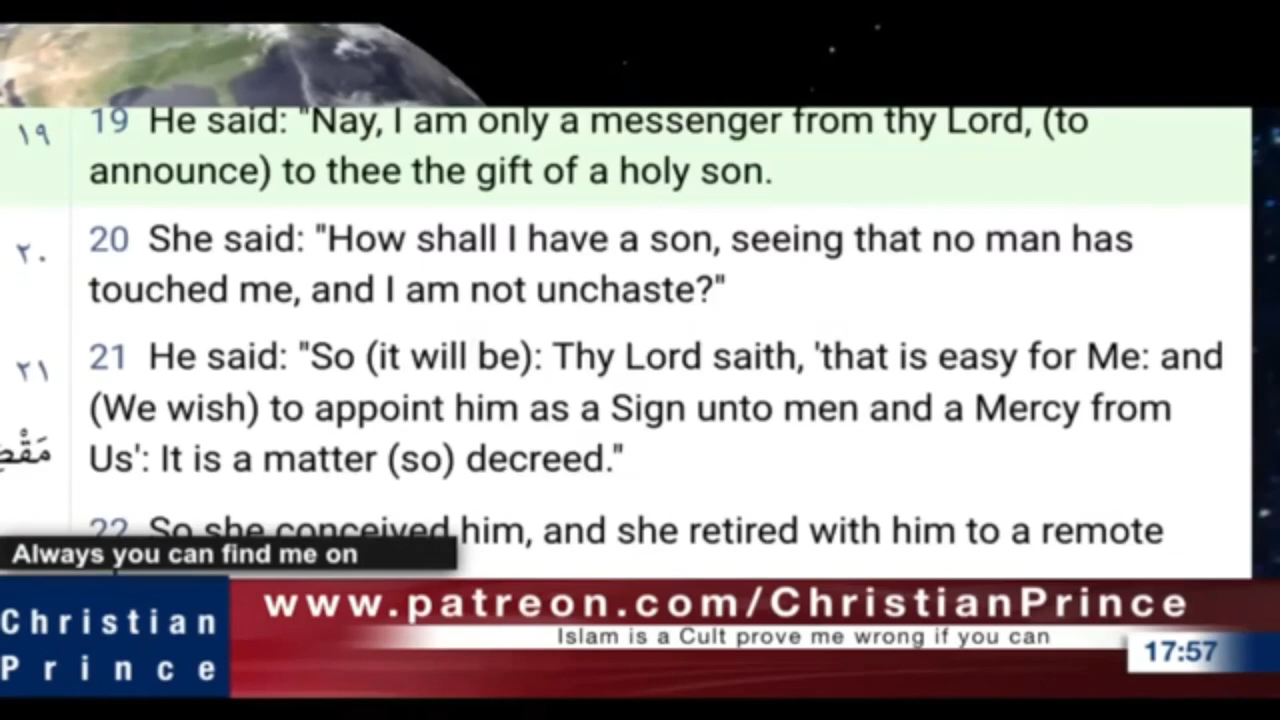 ١٩
19 He said: "Nay, I am only a messenger from thy Lord, (to
announce) to thee the gift of a holy son.
٢٠
20 She said: "How shall I have a son, seeing that no man has
touched me, and I am not unchaste?"
٢١
21 He said: "So (it will be): Thy Lord saith, 'that is easy for Me: and
(We wish) to appoint him as a Sign unto men and a Mercy from
Us': It is a matter (so) decreed."
22 So she conceived him, and she retired with him to a remote
Always you can find me on
www.patreon.com/ChristianPrince
Islam is a Cult prove me wrong if you can
Christian
Prince
17:57